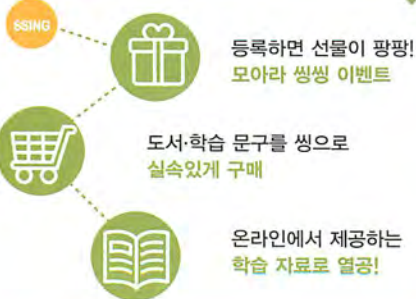 SSING
등록하면 선물이 팡팡!
모아라 씽씽 이벤트
도서·학습 문구를 씽으로
실속있게 구매
온라인에서 제공하는
학습 자료로 열공!